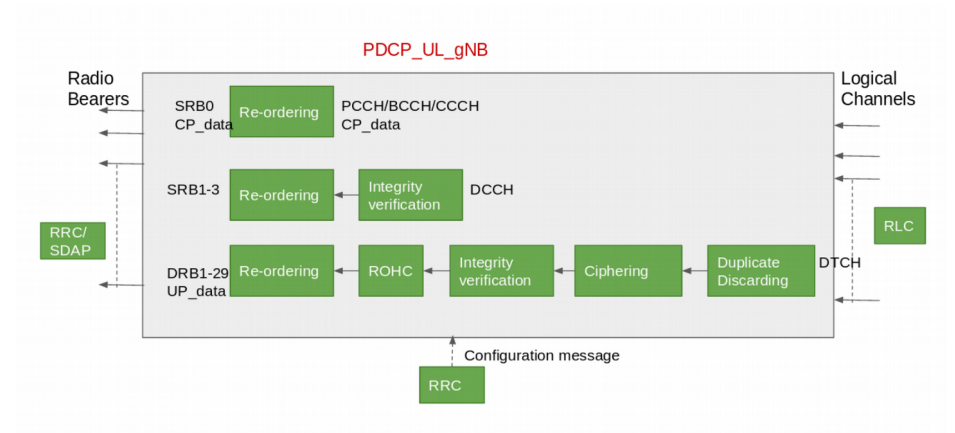 PDCP_UL_gNB
Radio
Bearers
Logical
Channels
SRB0
CP_data
Re-ordering
PCCH/BCCH/CCCH
CP_data
SRB1-3
Re-ordering
Integrity
verification
DCCH
RRC/
SDAP
RLC
DRB1-29
UP_data
Re-ordering
ROHC
Integrity
verification
Ciphering
Duplicate
Discarding
DTCH
Configuration message
RRC